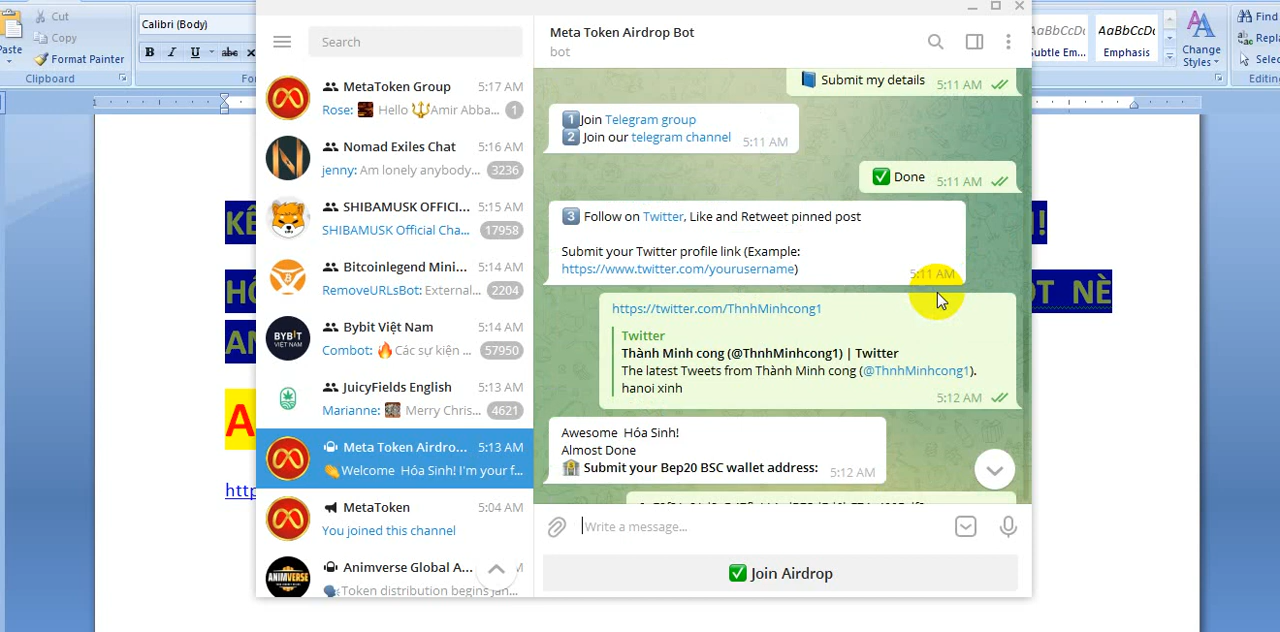 Cut
Copy
Paste
Format Painter
Clipboard
Calibri (Body)
B I U abe
AaBbCcDc AaBbCcDc
Subtle Em... Emphasis
Change
Styles
Find
Editing
Search
MetaToken Group 5:17 AM
Rose: Hello Amir Abba... 1
Nomad Exiles Chat 5:16 AM
jenny: Am lonely anybody... 3236
SHIBAMUSK OFFICI... 5:15 AM
SHIBAMUSK Official Cha... 17958
Bitcoinlegend Mini... 5:14 AM
RemoveURLsBot: External... 2204
BYBIT
VIETNAM
Bybit Việt Nam 5:14 AM
Combot: 🔥 Các sự kiện ... 57950
JuicyFields English 5:13 AM
Marianne: Merry Chris... 4621
Meta Token Airdro... 5:13 AM
👏Welcome Hóa Sinh! I'm your f...
MetaToken 5:04 AM
You joined this channel
ANIMVERSE
Animverse Global A...
Token distribution begins
Meta Token Airdrop Bot
bot
📘 Submit my details 5:11 AM
1️⃣Join Telegram group
2️⃣ Join our telegram channel 5:11 AM
✅ Done 5:11 AM
3️⃣ Follow on Twitter, Like and Retweet pinned post
Submit your Twitter profile link (Example:
https://www.twitter.com/yourusername) 5:11 AM
https://twitter.com/ThnhMinhcong1
Twitter
Thành Minh cong (@ThnhMinhcong1) | Twitter
The latest Tweets from Thành Minh cong (@ThnhMinhcong1).
hanoi xinh
5:12 AM
Awesome Hóa Sinh!
Almost Done
🏦 Submit your Bep20 BSC wallet address: 5:12 AM
Write a message...
✅ Join Airdrop
NÈ